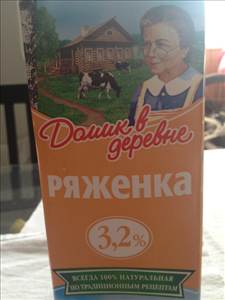 Домик в
деревне
РЯЖЕНКА
3,2%
ВСЕГДА 100% НАТУРАЛЬНАЯ
ПО ТРАДИЦИОННЫМ РЕЦЕПТАМ